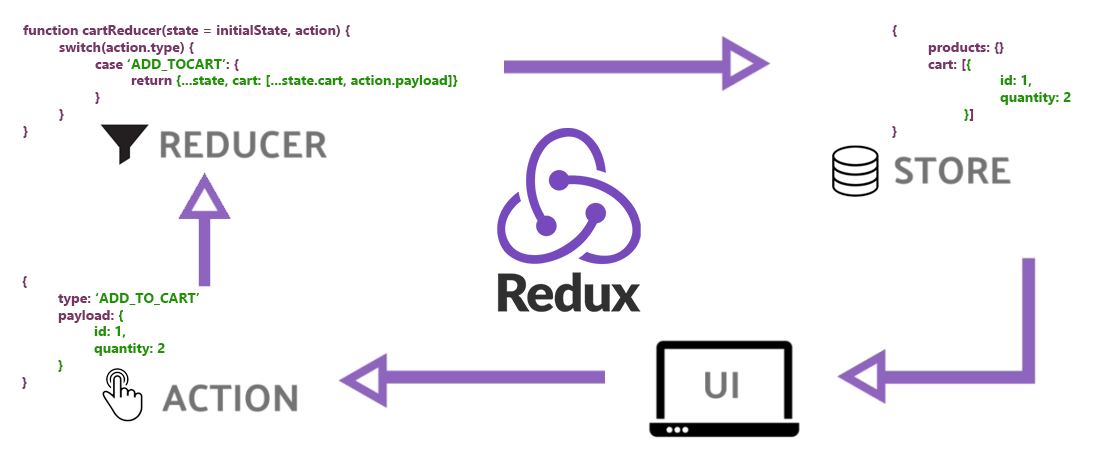 function cartReducer(state = initialState, action) {
switch(action.type) {
case ‘ADD_TOCART’: {
return {...state, cart: [...state.cart, action.payload]}
}
}
}
REDUCER
{
products: {}
cart: [{
id: 1,
quantity: 2
}]
}
STORE
Redux
{
type: ‘ADD_TO_CART’
payload: {
id: 1,
quantity: 2
}
}
ACTION
UI